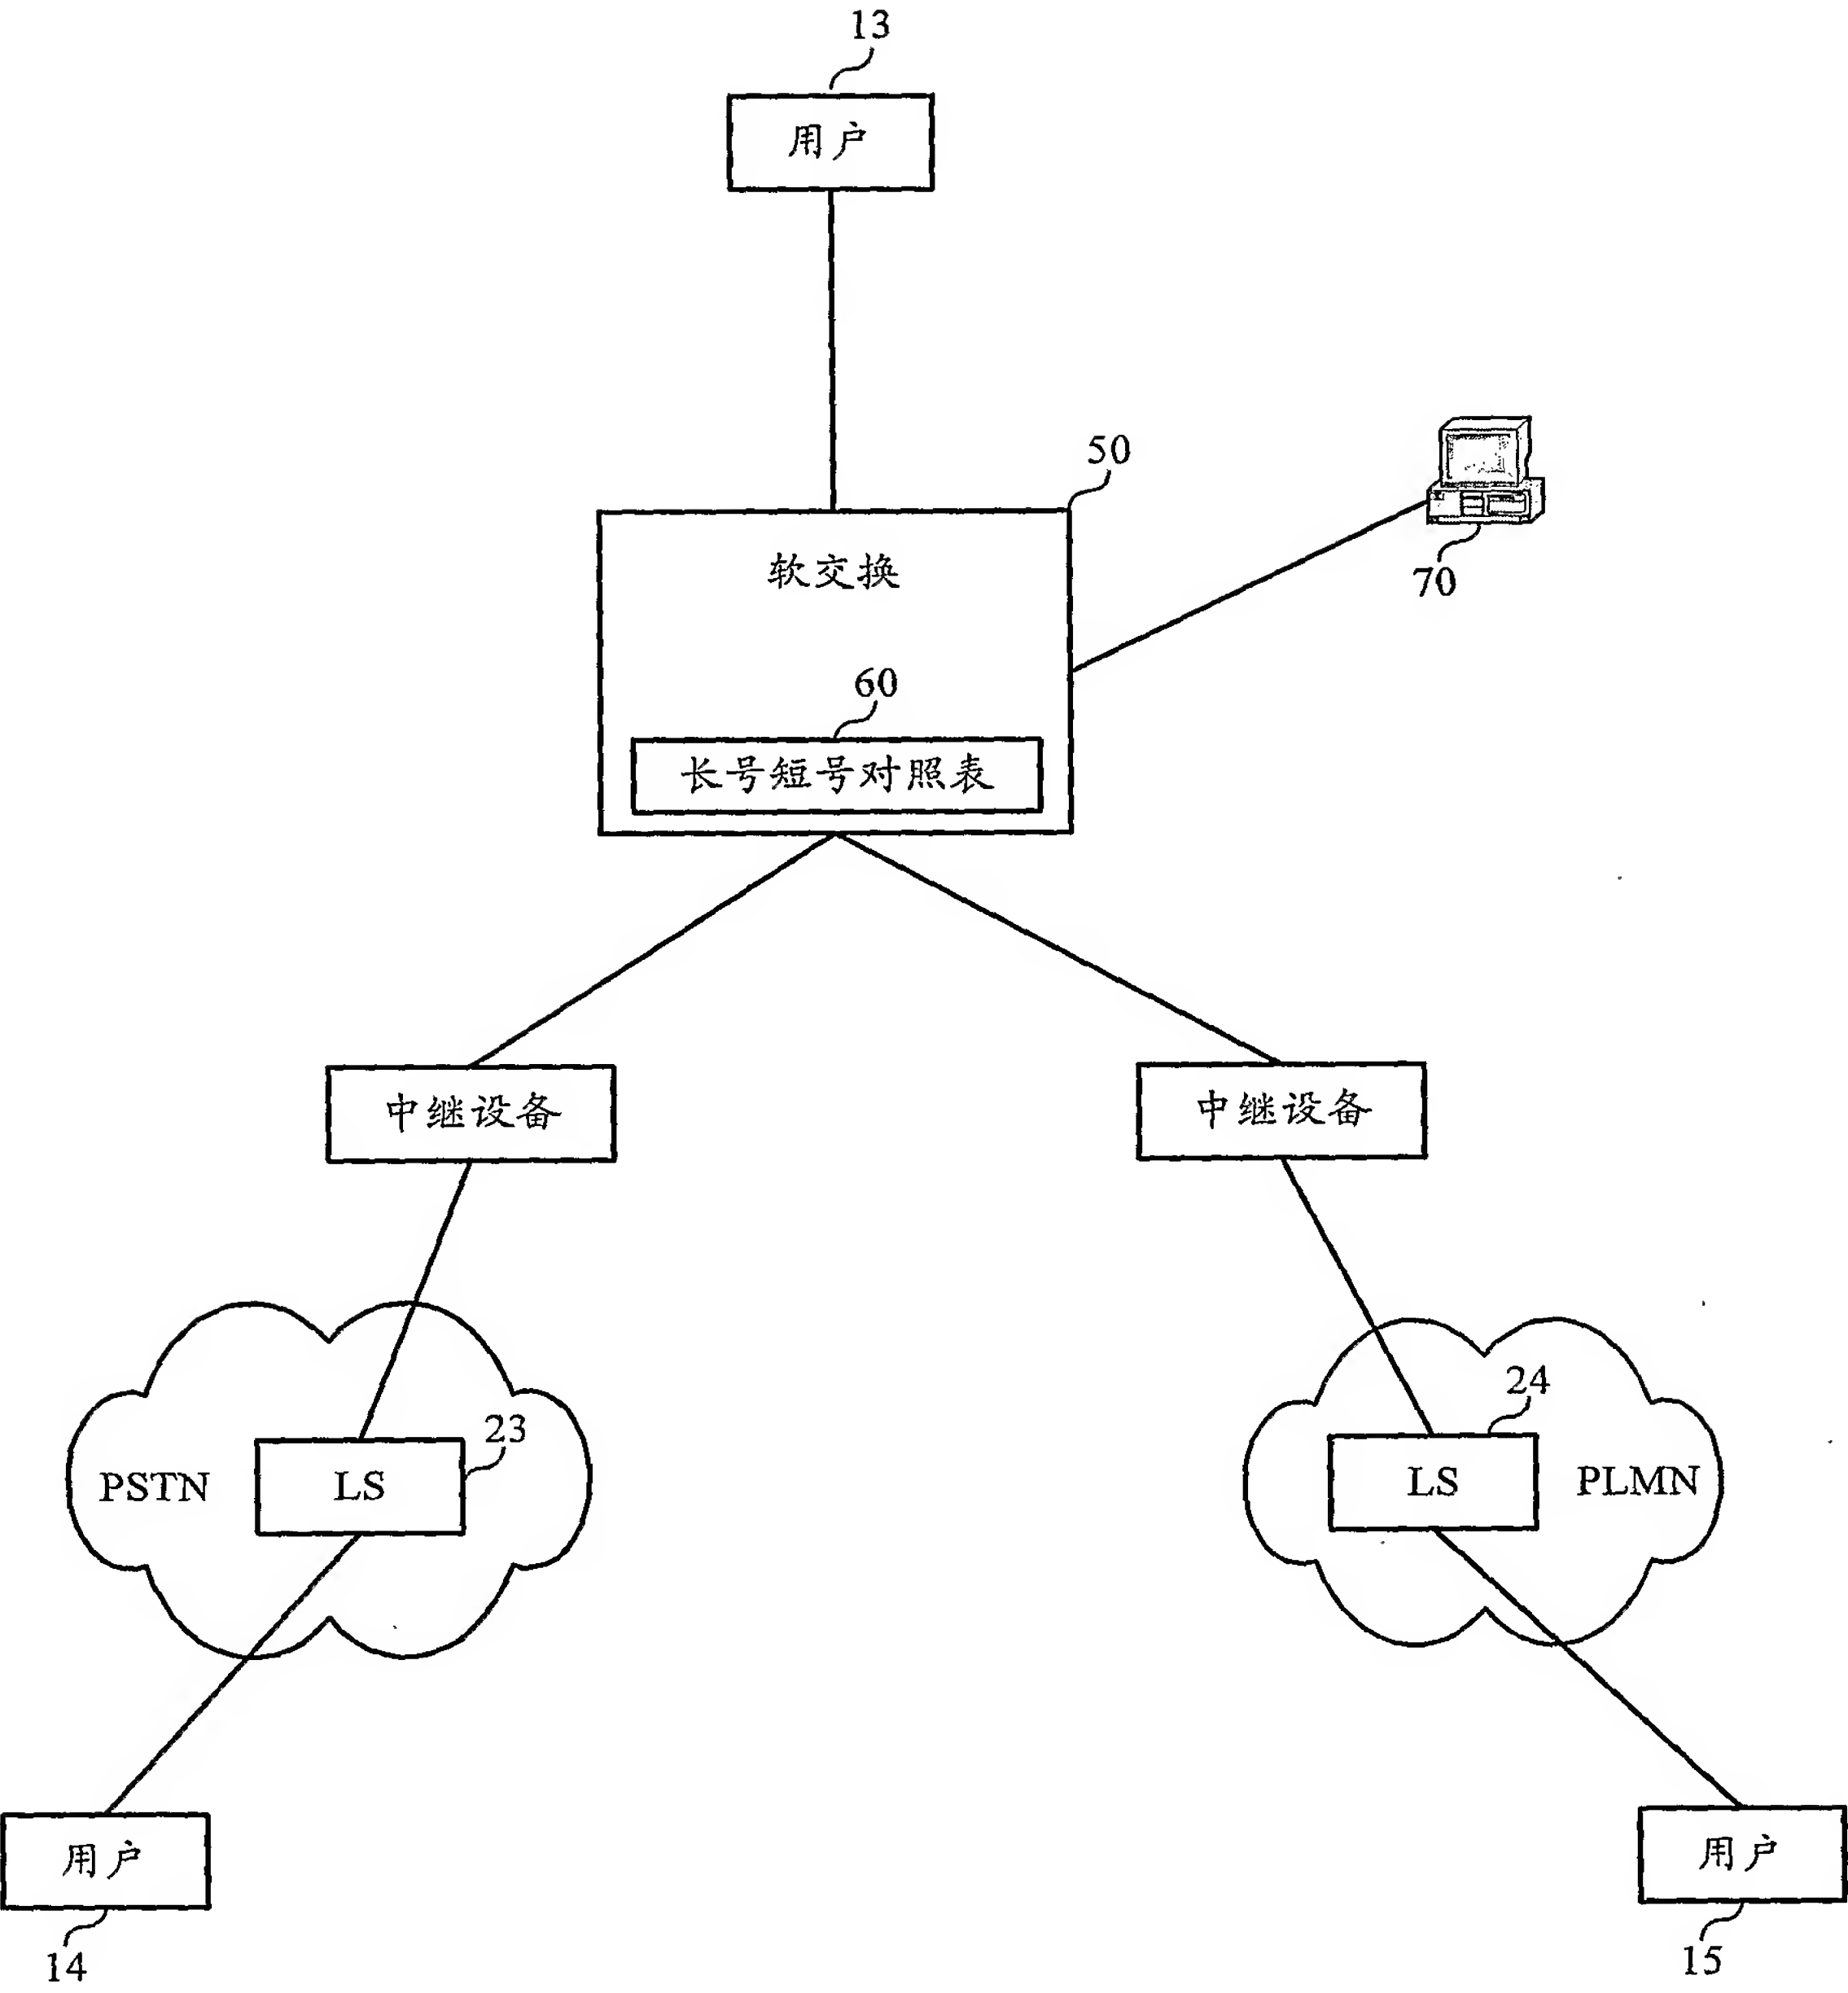 13
用户
50
软交换
70
60
长号短号对照表
中继设备
中继设备
24
23
PSTN
LS
LS
PLMN
用户
用户
14
15